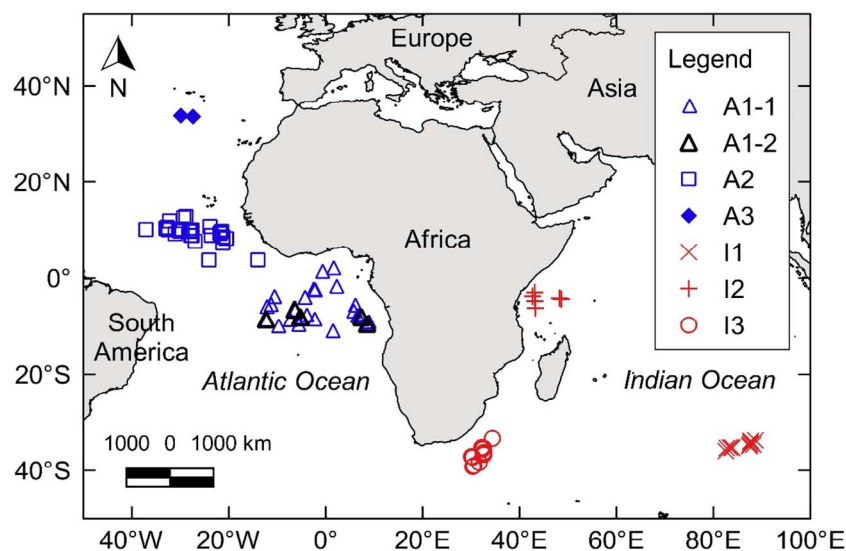 Europe
Legend
40°N
N
Asia
A1-1
A1-2
20°N
A2
A3
Africa
I1
0°
I2
South
America
I3
20°S
Atlantic Ocean
Indian Ocean
1000 0 1000 km
40°S
40°W 20°W 0° 20°E 40°E 60°E 80°E 100°E